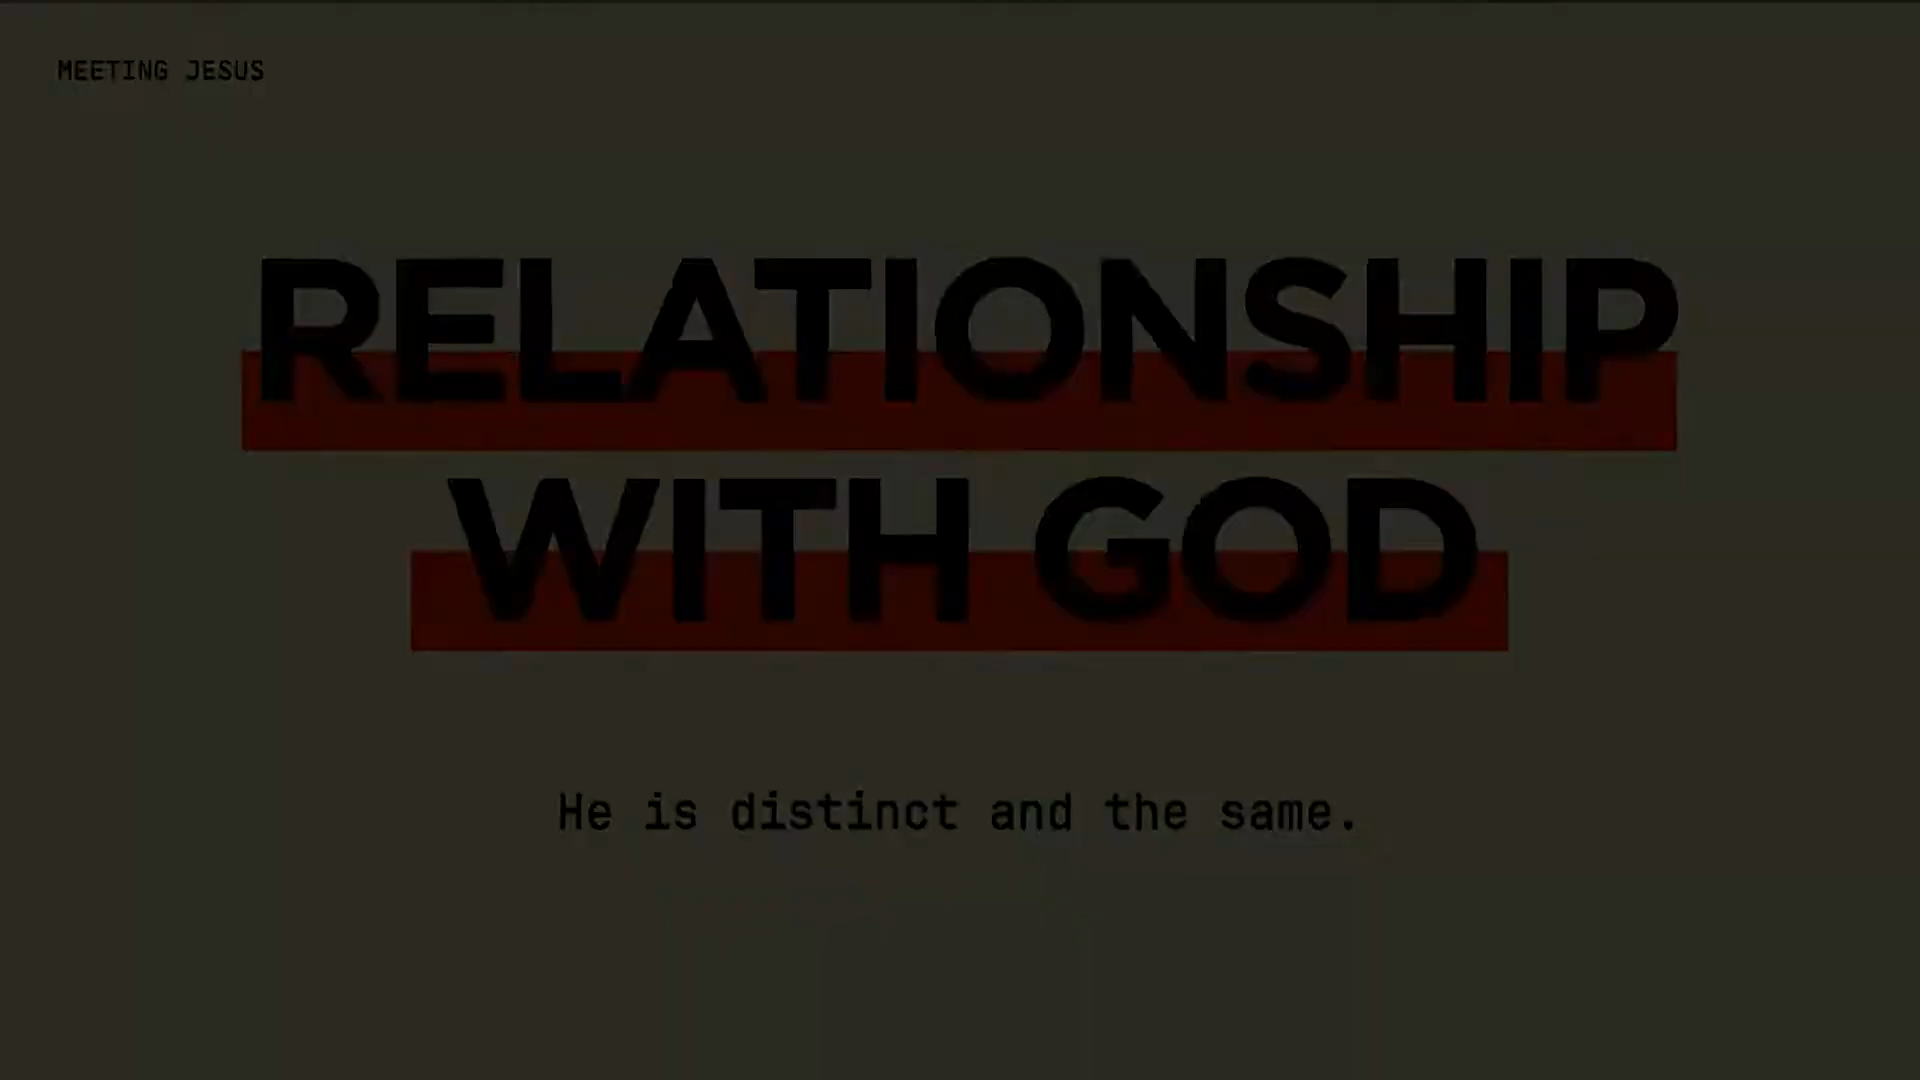 MEETING JESUS
RELATIONSHIP
WITH GOD
He is distinct and the same.